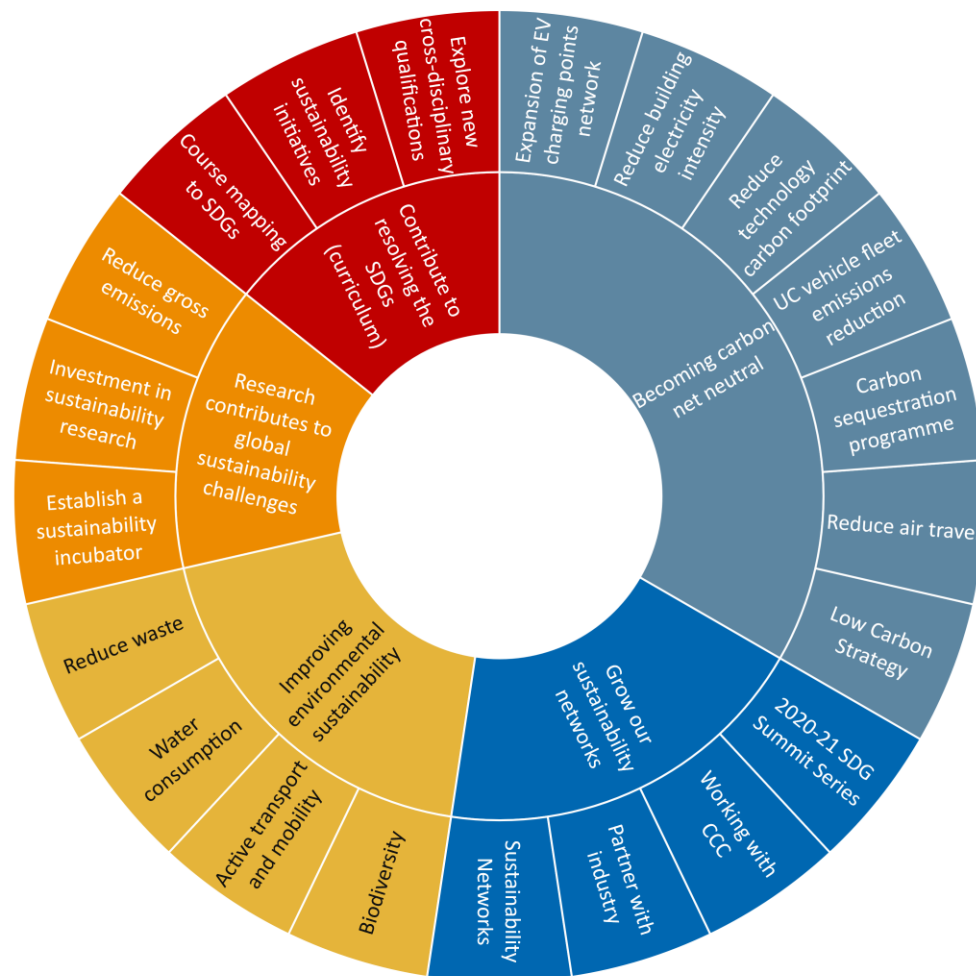 Expansion of EV
charging points
network
Reduce building
electricity
intensity
Reduce
technology
carbon footprint
UC vehicle fleet
emissions
reduction
Carbon
sequestration
programme
Reduce air trave
Low Carbon
Strategy
Becoming carbon
net neutral
2020-21 SDG
Summit Series
Working with
CCC
Partner with
industry
Sustainability
Networks
Grow our
sustainability
networks
Biodiversity
Active transport
and mobility
Water
consumption
Reduce waste
Improving
environmental
sustainability
Establish a
sustainability
incubator
Investment in
sustainability
research
Reduce gross
emissions
Research
contributes to
global
sustainability
challenges
Course mapping
to SDGs
Identify
sustainability
initiatives
Explore new
cross-disciplinary
qualifications
Contribute to
resolving the
SDGs
(curriculum)